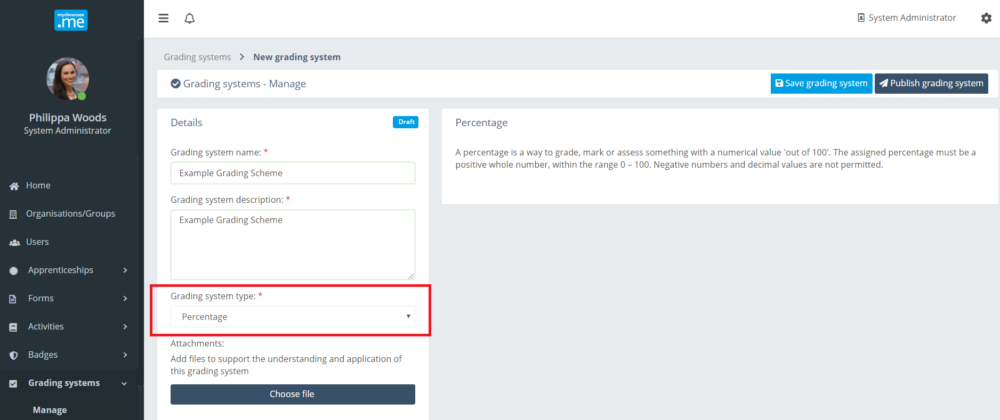 myshowcase
.me
System Administrator
Philippa Woods
System Administrator
Home
Organisations/Groups
Users
Apprenticeships
Forms
Activities
Badges
Grading systems
Manage
Grading systems > New grading system
Grading systems - Manage
Save grading system
Publish grading system
Details
Draft
Grading system name: *
Example Grading Scheme
Grading system description: *
Example Grading Scheme
Grading system type: *
Percentage
Attachments:
Add files to support the understanding and application of
this grading system
Choose file
Percentage
A percentage is a way to grade, mark or assess something with a numerical value 'out of 100'. The assigned percentage must be a
positive whole number, within the range 0 – 100. Negative numbers and decimal values are not permitted.